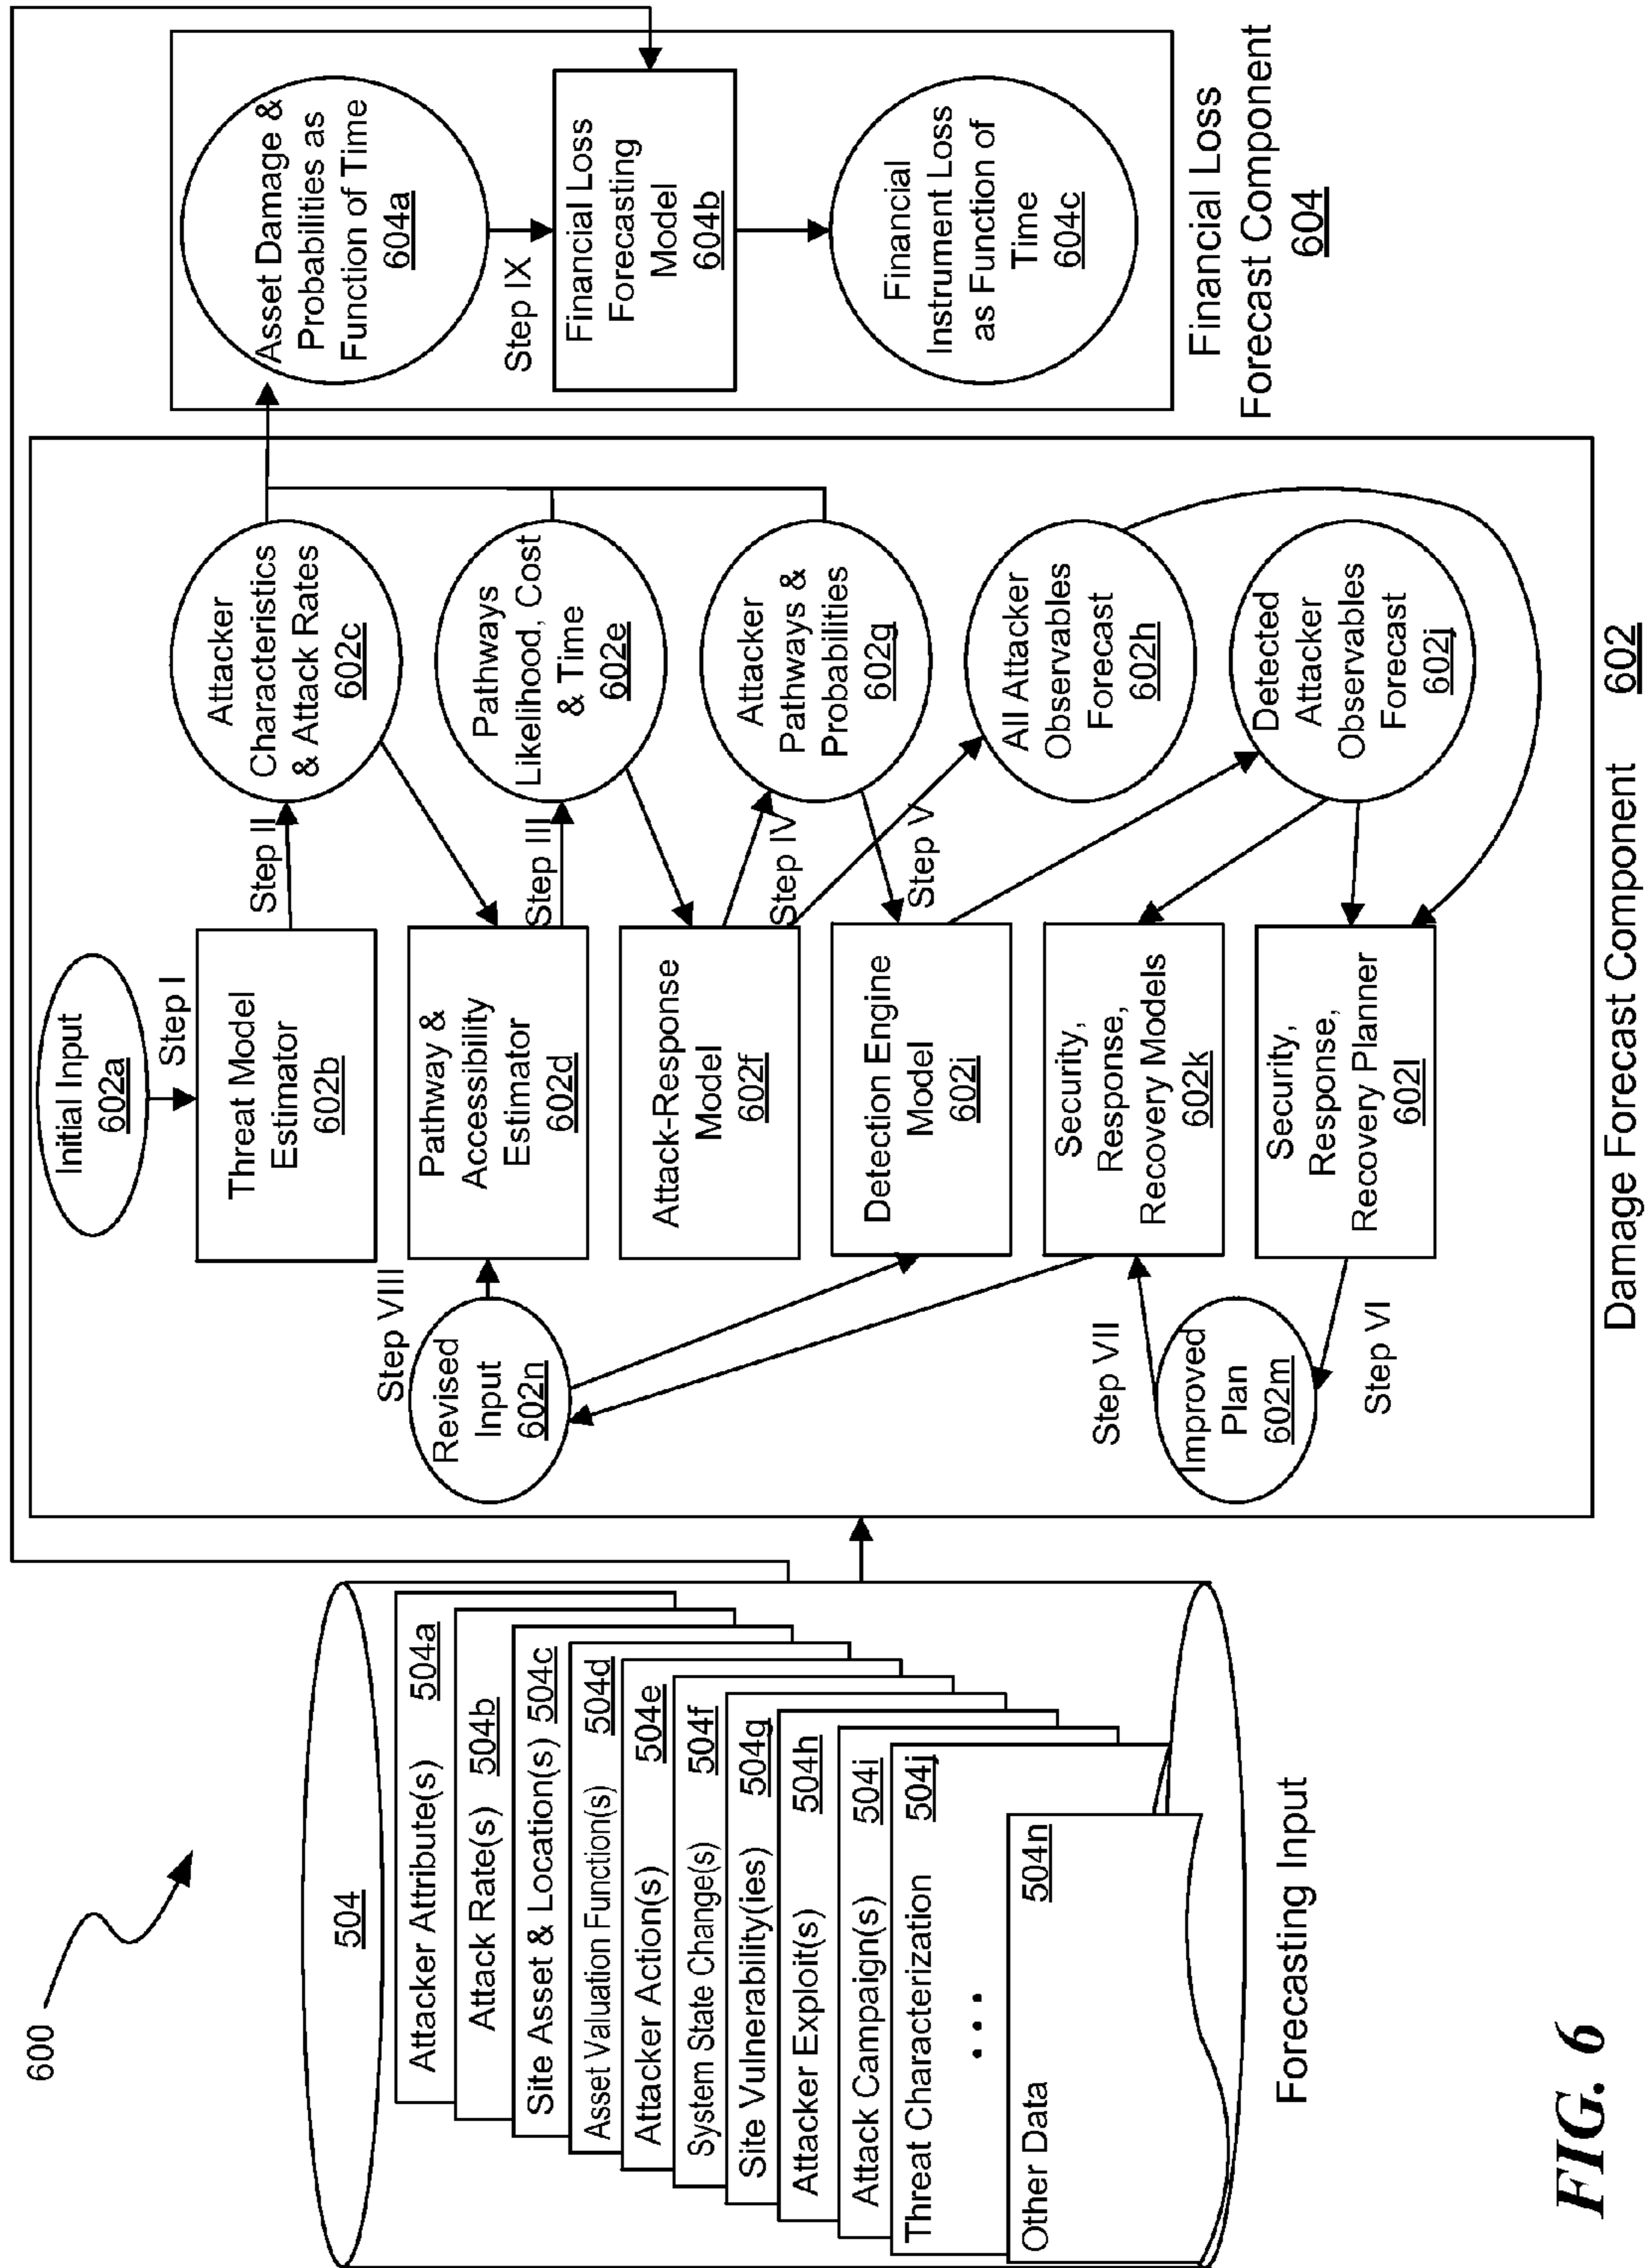 600
504
Attacker Attribute(s) 504a
Attack Rate(s) 504b
Site Asset & Location(s) 504c
Asset Valuation Function(s) 504d
Attacker Action(s) 504e
System State Change(s) 504f
Site Vulnerability(ies) 504g
Attacker Exploit(s) 504h
Attack Campaign(s) 504i
Threat Characterization 504j
Other Data 504n
Forecasting Input
Initial Input
602a
Step I
Threat Model
Estimator
602b
Step II
Attacker
Characteristics
& Attack Rates
602c
Step VIII
Revised
Input
602n
Pathway &
Accessibility
Estimator
602d
Step III
Pathways
Likelihood, Cost
& Time
602e
Attack-Response
Model
602f
Step IV
Attacker
Pathways &
Probabilities
602g
Detection Engine
Model
602i
Step V
All Attacker
Observables
Forecast
602h
Step VII
Security,
Response,
Recovery Models
602k
Detected
Attacker
Observables
Forecast
602j
Improved
Plan
602m
Step VI
Security,
Response,
Recovery Planner
602l
Damage Forecast Component 602
Asset Damage &
Probabilities as
Function of Time
604a
Step IX
Financial Loss
Forecasting
Model
604b
Financial
Instrument Loss
as Function of
Time
604c
Financial Loss
Forecast Component
604
FIG. 6